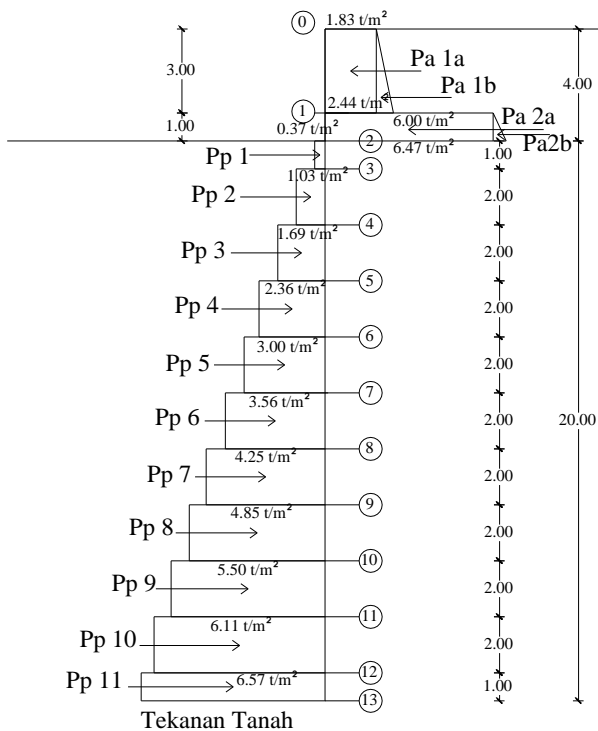 0 1.83 t/m²
3.00 Pa 1a 4.00
Pa 1b
1 2.44 t/m² Pa 2a
1.00 0.37 t/m² 6.00 t/m²
2 6.47 t/m² Pa2b
Pp 1 1.00
1.03 t/m² 3
Pp 2 2.00
1.69 t/m² 4
Pp 3 2.00
2.36 t/m² 5
Pp 4 2.00
3.00 t/m² 6
Pp 5 2.00
3.56 t/m² 7
Pp 6 2.00 20.00
4.25 t/m² 8
Pp 7 2.00
4.85 t/m² 9
Pp 8 2.00
5.50 t/m² 10
Pp 9 2.00
6.11 t/m² 11
Pp 10 2.00
6.57 t/m² 12
Pp 11 1.00
13
Tekanan Tanah